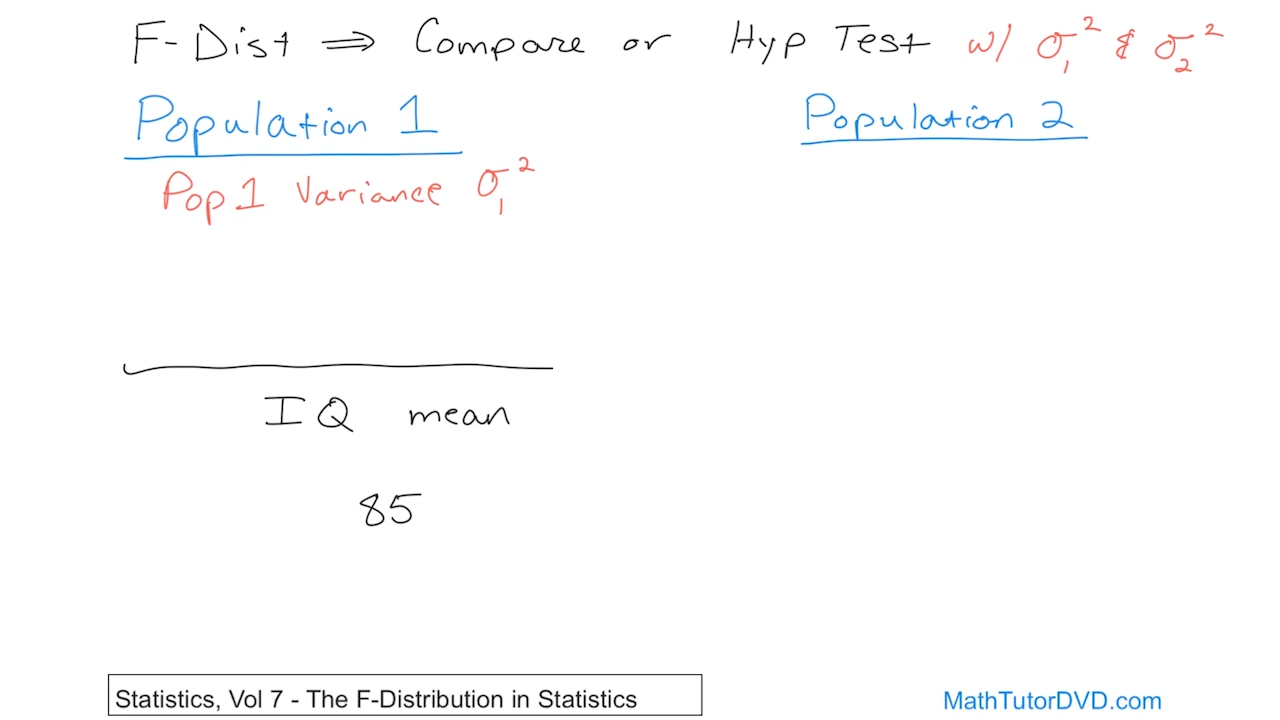 F-Dist ⇒ Compare or Hyp Test w/ σ₁² & σ₂²
Population 1
Population 2
Pop 1 Variance σ₁²
IQ mean
85
Statistics, Vol 7 - The F-Distribution in Statistics
MathTutorDVD.com